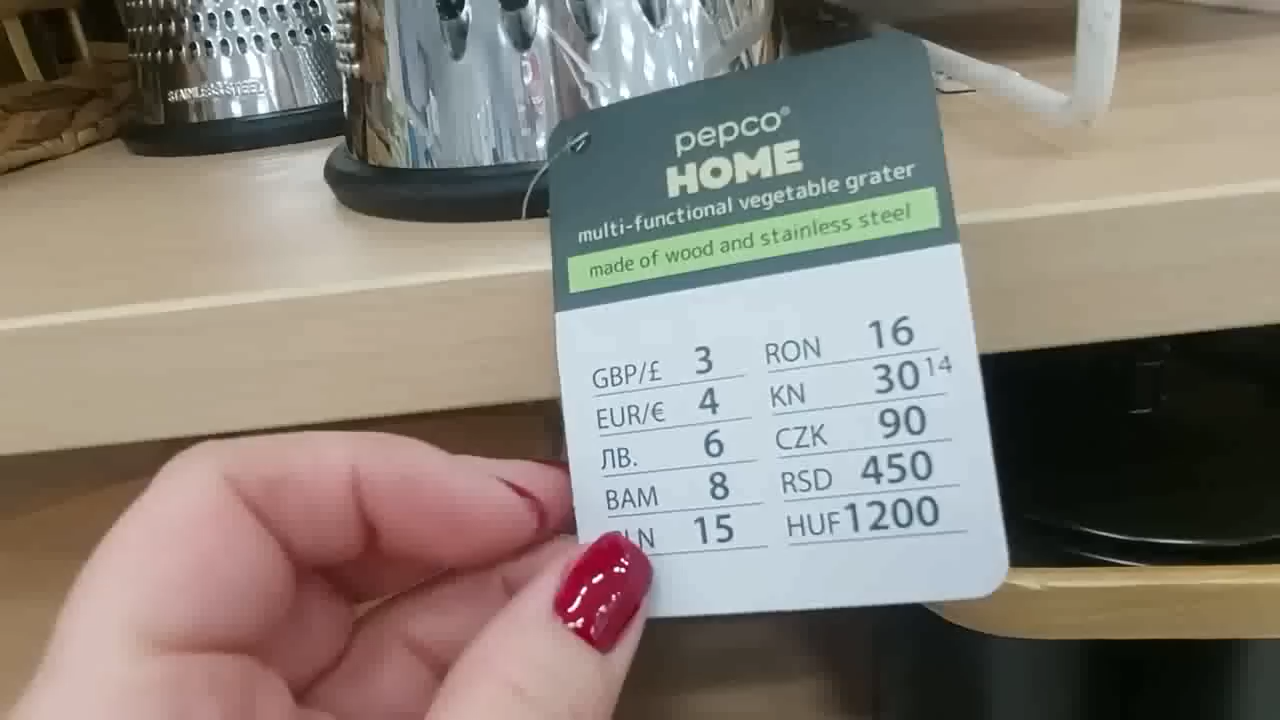 STAINLESS STEEL
pepco®
HOME
multi-functional vegetable grater
made of wood and stainless steel
GBP/£ 3
EUR/€ 4
ЛВ. 6
BAM 8
LN 15
RON 16
KN 30 14
CZK 90
RSD 450
HUF 1200